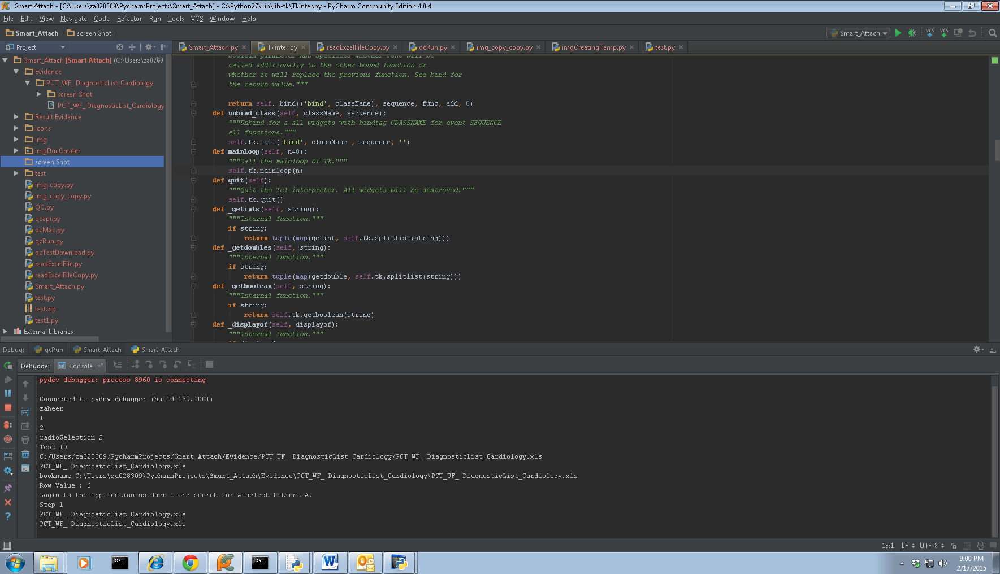 Smart Attach - [C:\Users\za028309\PycharmProjects\Smart_Attach] - C:\Python27\Lib\lib-tk\Tkinter.py - PyCharm Community Edition 4.0.4
File Edit View Navigate Code Refactor Run Tools VCS Window Help
Smart_Attach screen Shot
Smart_Attach
VCS VCS
Project
Smart_Attach.py Tkinter.py readExcelFileCopy.py qcRun.py img_copy_copy.py imgCreatingTemp.py test.py
Smart_Attach [Smart Attach] (C:\Users\za0283
Evidence
PCT_WF_ DiagnosticList_Cardiology
screen Shot
PCT_WF_ DiagnosticList_Cardiology
Result Evidence
icons
img
imgDocCreater
screen Shot
test
img_copy.py
img_copy_copy.py
QC.py
qcapi.py
qcMac.py
qcRun.py
qcTestDownload.py
readExcelFile.py
readExcelFileCopy.py
Smart_Attach.py
test.py
test.zip
test1.py
External Libraries
boolean parameter ADD specifies whether FUNC will be
called additionally to the other bound function or
whether it will replace the previous function. See bind for
the return value."""
return self._bind(('bind', className), sequence, func, add, 0)
def unbind_class(self, className, sequence):
"""Unbind for a all widgets with bindtag CLASSNAME for event SEQUENCE
all functions."""
self.tk.call('bind', className , sequence, '')
def mainloop(self, n=0):
"""Call the mainloop of Tk."""
self.tk.mainloop(n)
def quit(self):
"""Quit the Tcl interpreter. All widgets will be destroyed."""
self.tk.quit()
def _getints(self, string):
"""Internal function."""
if string:
return tuple(map(getint, self.tk.splitlist(string)))
def _getdoubles(self, string):
"""Internal function."""
if string:
return tuple(map(getdouble, self.tk.splitlist(string)))
def _getboolean(self, string):
"""Internal function."""
if string:
return self.tk.getboolean(string)
def _displayof(self, displayof):
"""Internal function."""
Debug: qcRun Smart_Attach Smart_Attach
Debugger Console
pydev debugger: process 8960 is connecting
Connected to pydev debugger (build 139.1001)
zaheer
1
2
radioSelection 2
Test ID
C:/Users/za028309/PycharmProjects/Smart_Attach/Evidence/PCT_WF_ DiagnosticList_Cardiology/PCT_WF_ DiagnosticList_Cardiology.xls
PCT_WF_ DiagnosticList_Cardiology.xls
bookname C:\Users\za028309\PycharmProjects\Smart_Attach\Evidence\PCT_WF_ DiagnosticList_Cardiology\PCT_WF_ DiagnosticList_Cardiology.xls
Row Value : 6
Login to the application as User 1 and search for & select Patient A.
Step 1
PCT_WF_ DiagnosticList_Cardiology.xls
PCT_WF_ DiagnosticList_Cardiology.xls
18:1 LF UTF-8
9:00 PM
2/17/2015